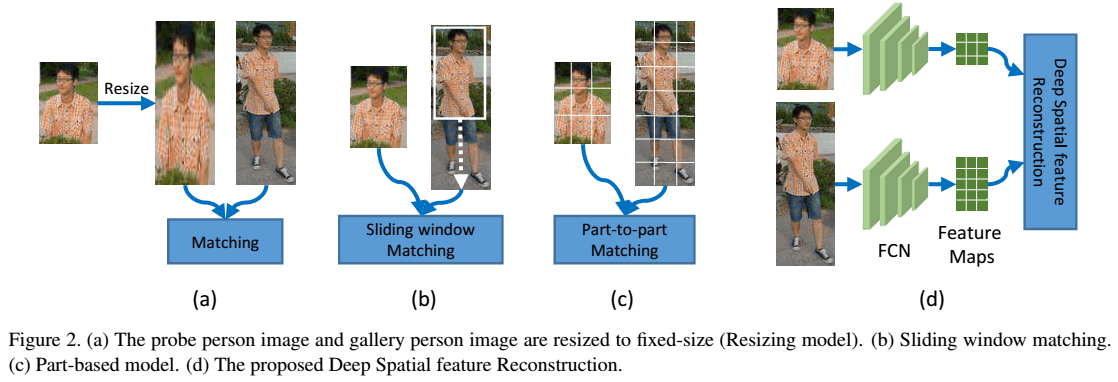 Resize
Matching
(a)
Sliding window
Matching
(b)
Part-to-part
Matching
(c)
FCN
Feature
Maps
Deep Spatial feature
Reconstruction
(d)
Figure 2. (a) The probe person image and gallery person image are resized to fixed-size (Resizing model). (b) Sliding window matching.
(c) Part-based model. (d) The proposed Deep Spatial feature Reconstruction.